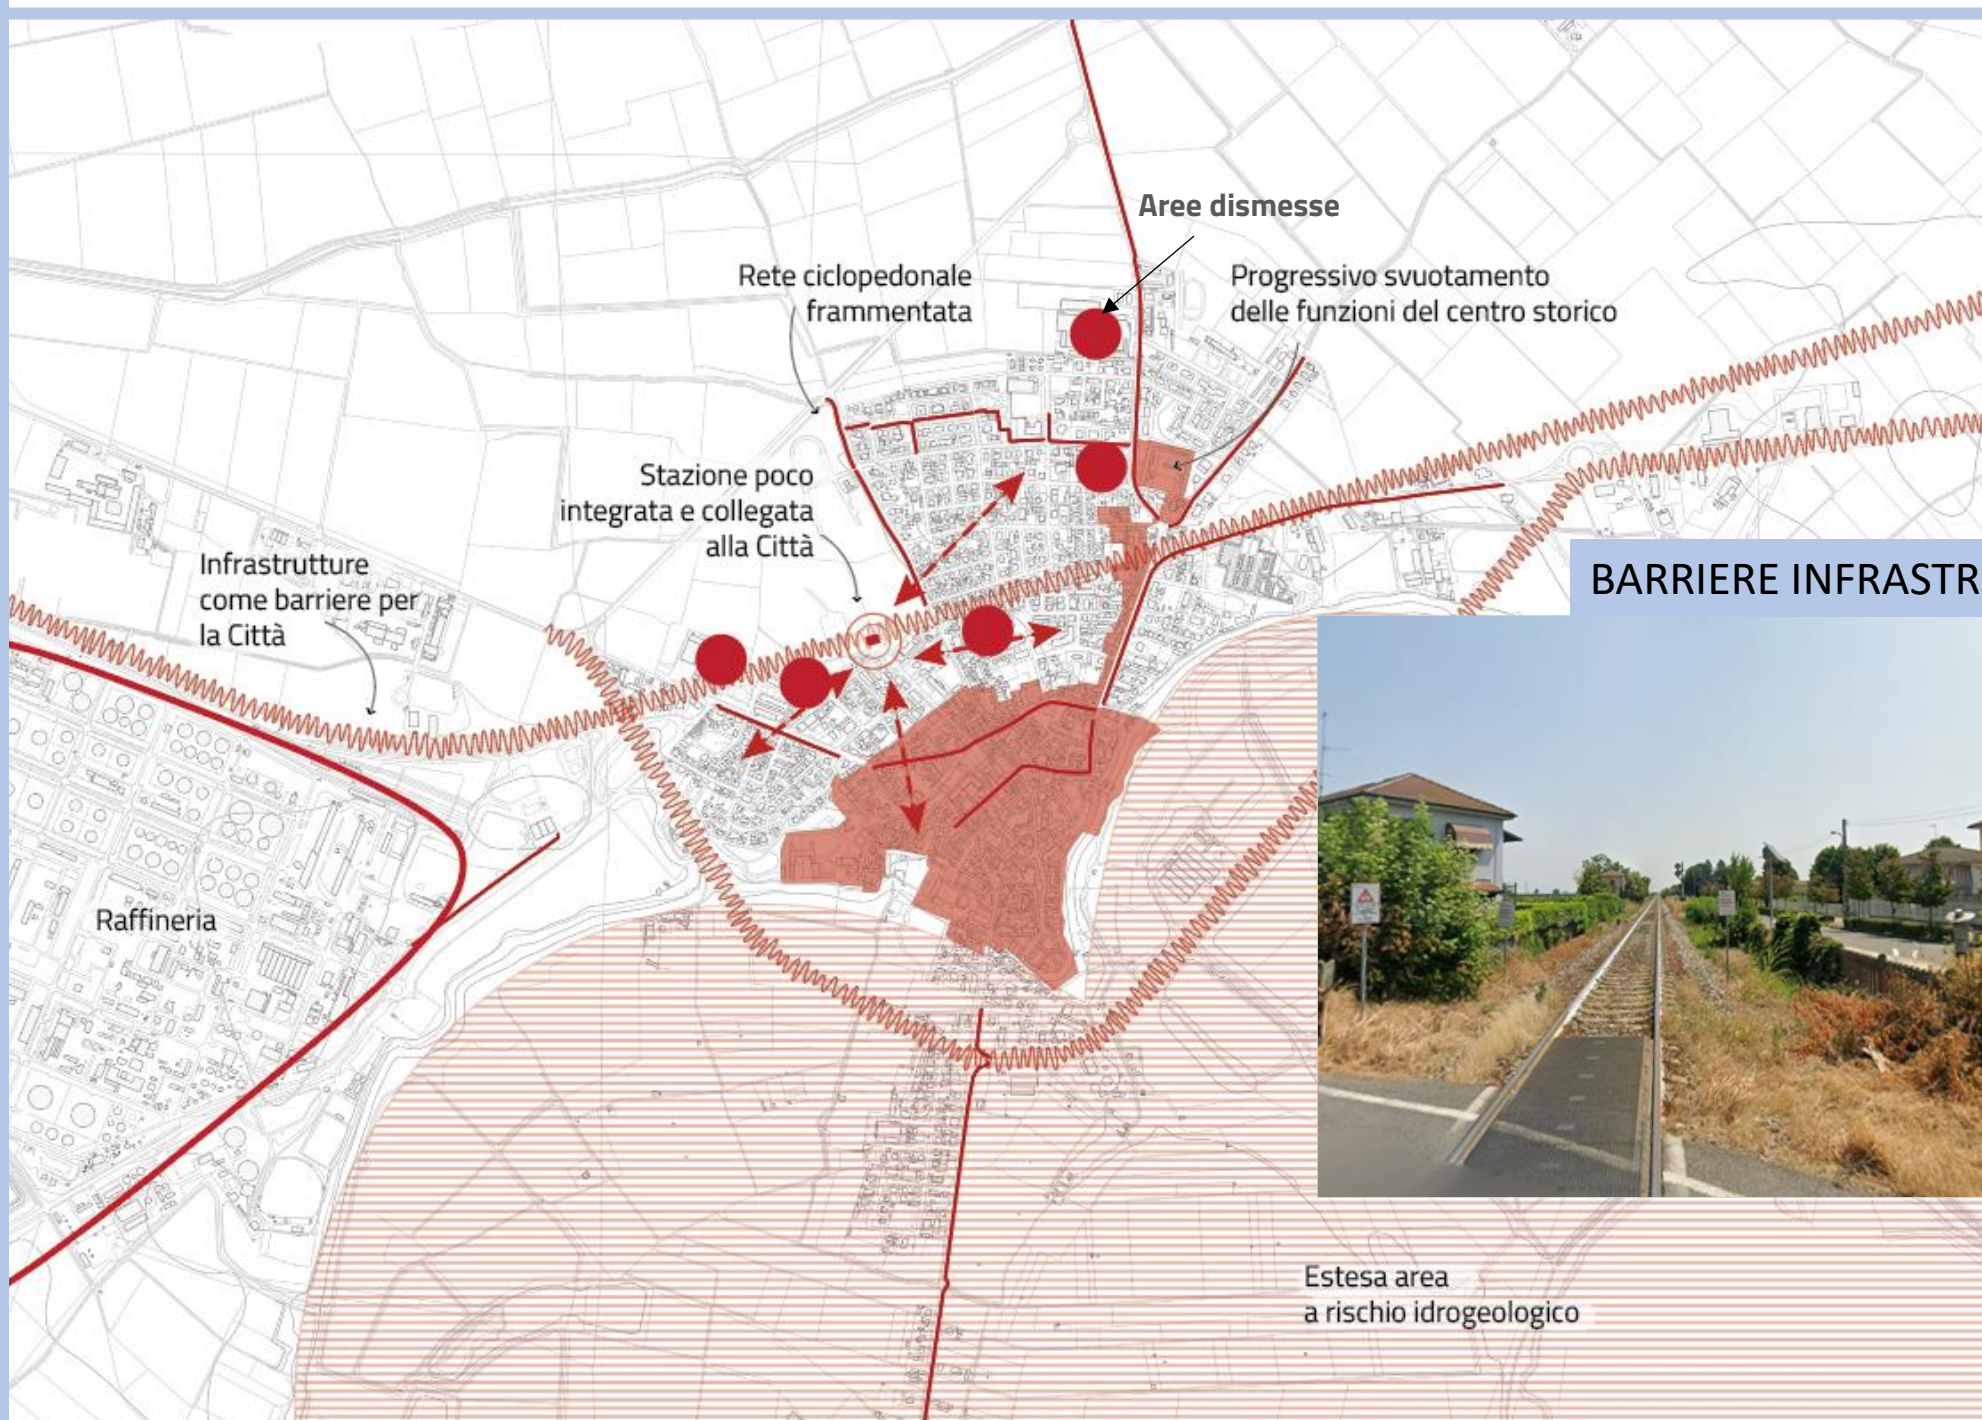 Aree dismesse
Rete ciclopedonale
frammentata
Progressivo svuotamento
delle funzioni del centro storico
Stazione poco
integrata e collegata
alla Città
Infrastrutture
come barriere per
la Città
BARRIERE INFRASTR
Raffineria
Estesa area
a rischio idrogeologico